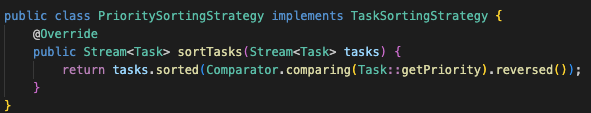 public class PrioritySortingStrategy implements TaskSortingStrategy {
    @Override
    public Stream<Task> sortTasks(Stream<Task> tasks) {
        return tasks.sorted(Comparator.comparing(Task::getPriority).reversed());
    }
}